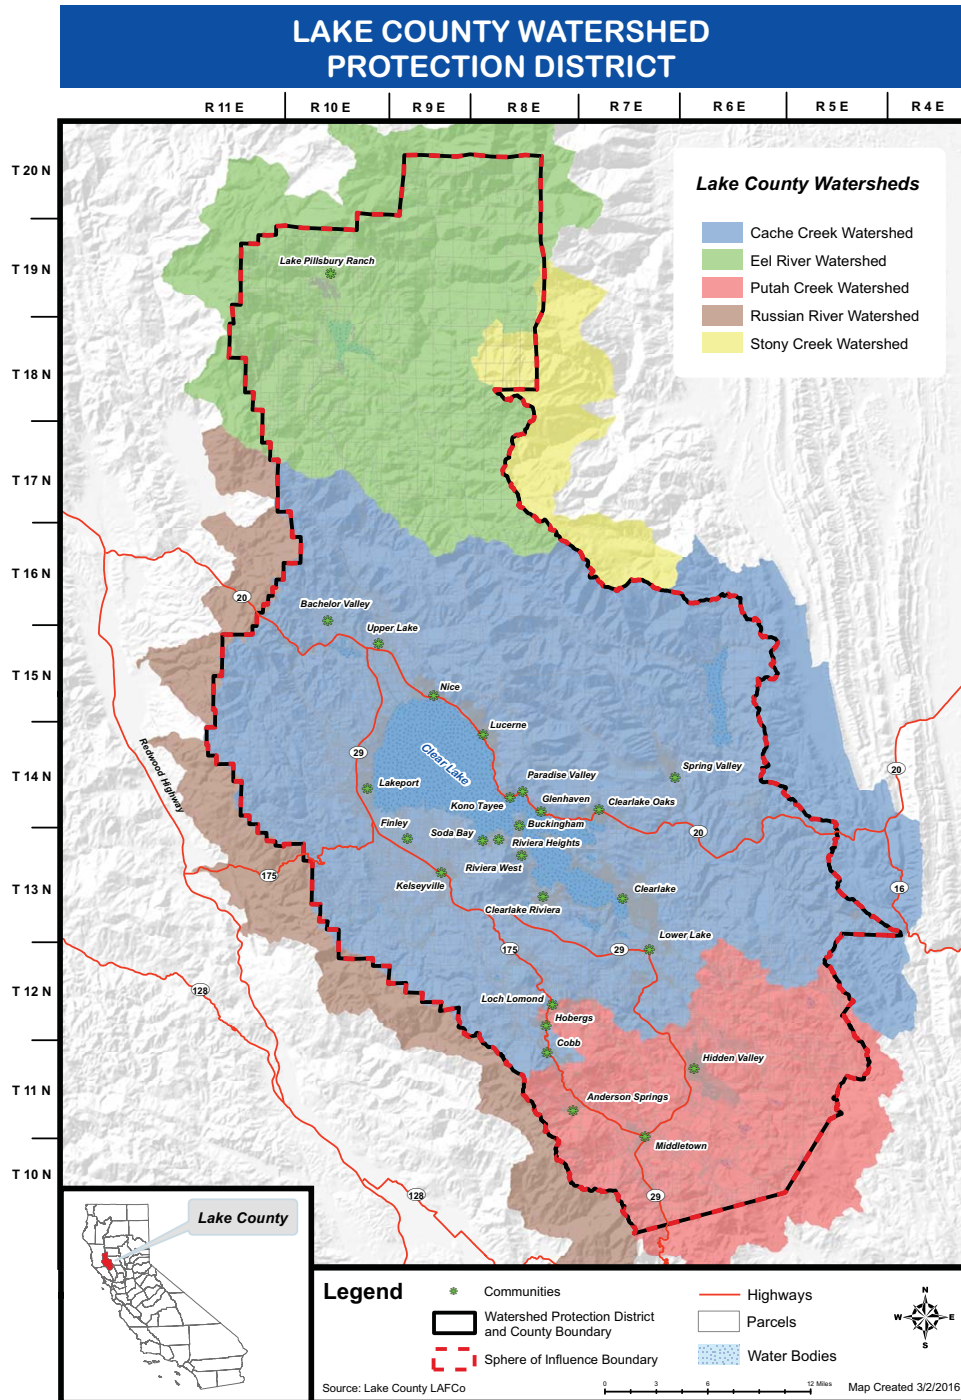 LAKE COUNTY WATERSHED
PROTECTION DISTRICT
R 11 E
R 10 E
R 9 E
R 8 E
R 7 E
R 6 E
R 5 E
R 4 E
T 20 N
T 19 N
T 18 N
T 17 N
T 16 N
T 15 N
T 14 N
T 13 N
T 12 N
T 11 N
T 10 N
Lake County Watersheds
Cache Creek Watershed
Eel River Watershed
Putah Creek Watershed
Russian River Watershed
Stony Creek Watershed
Lake Pillsbury Ranch
20
Bachelor Valley
Upper Lake
Nice
Lucerne
Clear Lake
Redwood Highway
29
Lakeport
Paradise Valley
Spring Valley
20
Kono Tayee
Glenhaven
Clearlake Oaks
Finley
Soda Bay
Buckingham
Riviera Heights
20
Riviera West
175
Kelseyville
Clearlake Riviera
Clearlake
16
175
29
Lower Lake
128
Loch Lomond
Hobergs
Cobb
Hidden Valley
Anderson Springs
Middletown
128
29
Lake County
Legend
Communities
Watershed Protection District
and County Boundary
Sphere of Influence Boundary
Highways
Parcels
Water Bodies
N
W
E
S
Source: Lake County LAFCo
0
3
6
12 Miles
Map Created 3/2/2016